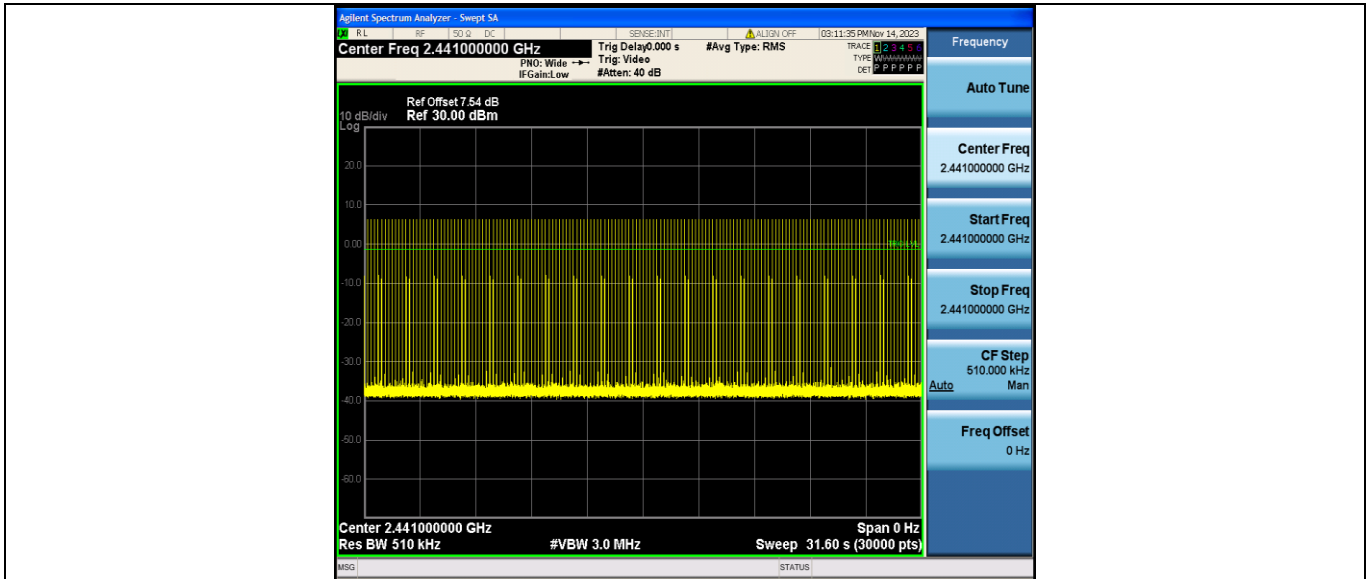 Agilent Spectrum Analyzer - Swept SA
LXI RL RF 50 Ω DC SENSE:INT ALIGN OFF 03:11:35 PM Nov 14, 2023
Center Freq 2.441000000 GHz
PNO: Wide
IFGain:Low
Trig Delay0.000 s
Trig: Video
#Atten: 40 dB
#Avg Type: RMS
TRACE 1 2 3 4 5 6
TYPE WWWWWW
DET P P P P P P
Ref Offset 7.54 dB
10 dB/div Ref 30.00 dBm
Log
20.0
10.0
0.00
TRIG LVL
-10.0
-20.0
-30.0
-40.0
-50.0
-60.0
Center 2.441000000 GHz Span 0 Hz
Res BW 510 kHz #VBW 3.0 MHz Sweep 31.60 s (30000 pts)
MSG STATUS
Frequency
Auto Tune
Center Freq
2.441000000 GHz
Start Freq
2.441000000 GHz
Stop Freq
2.441000000 GHz
CF Step
510.000 kHz
Auto Man
Freq Offset
0 Hz